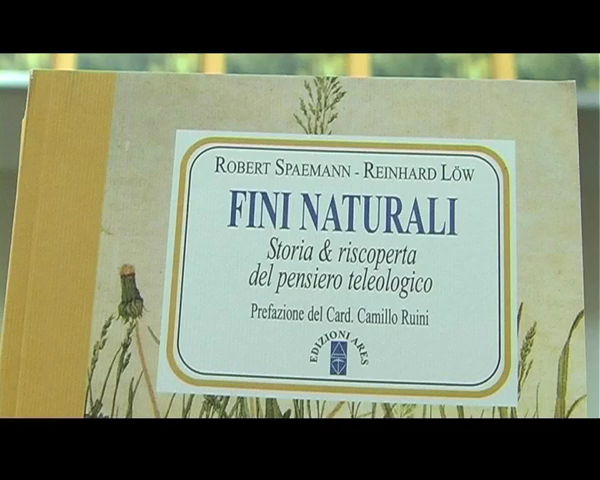 ROBERT SPAEMANN - REINHARD LÖW
FINI NATURALI
Storia & riscoperta
del pensiero teleologico
Prefazione del Card. Camillo Ruini
EDIZIONI ARES